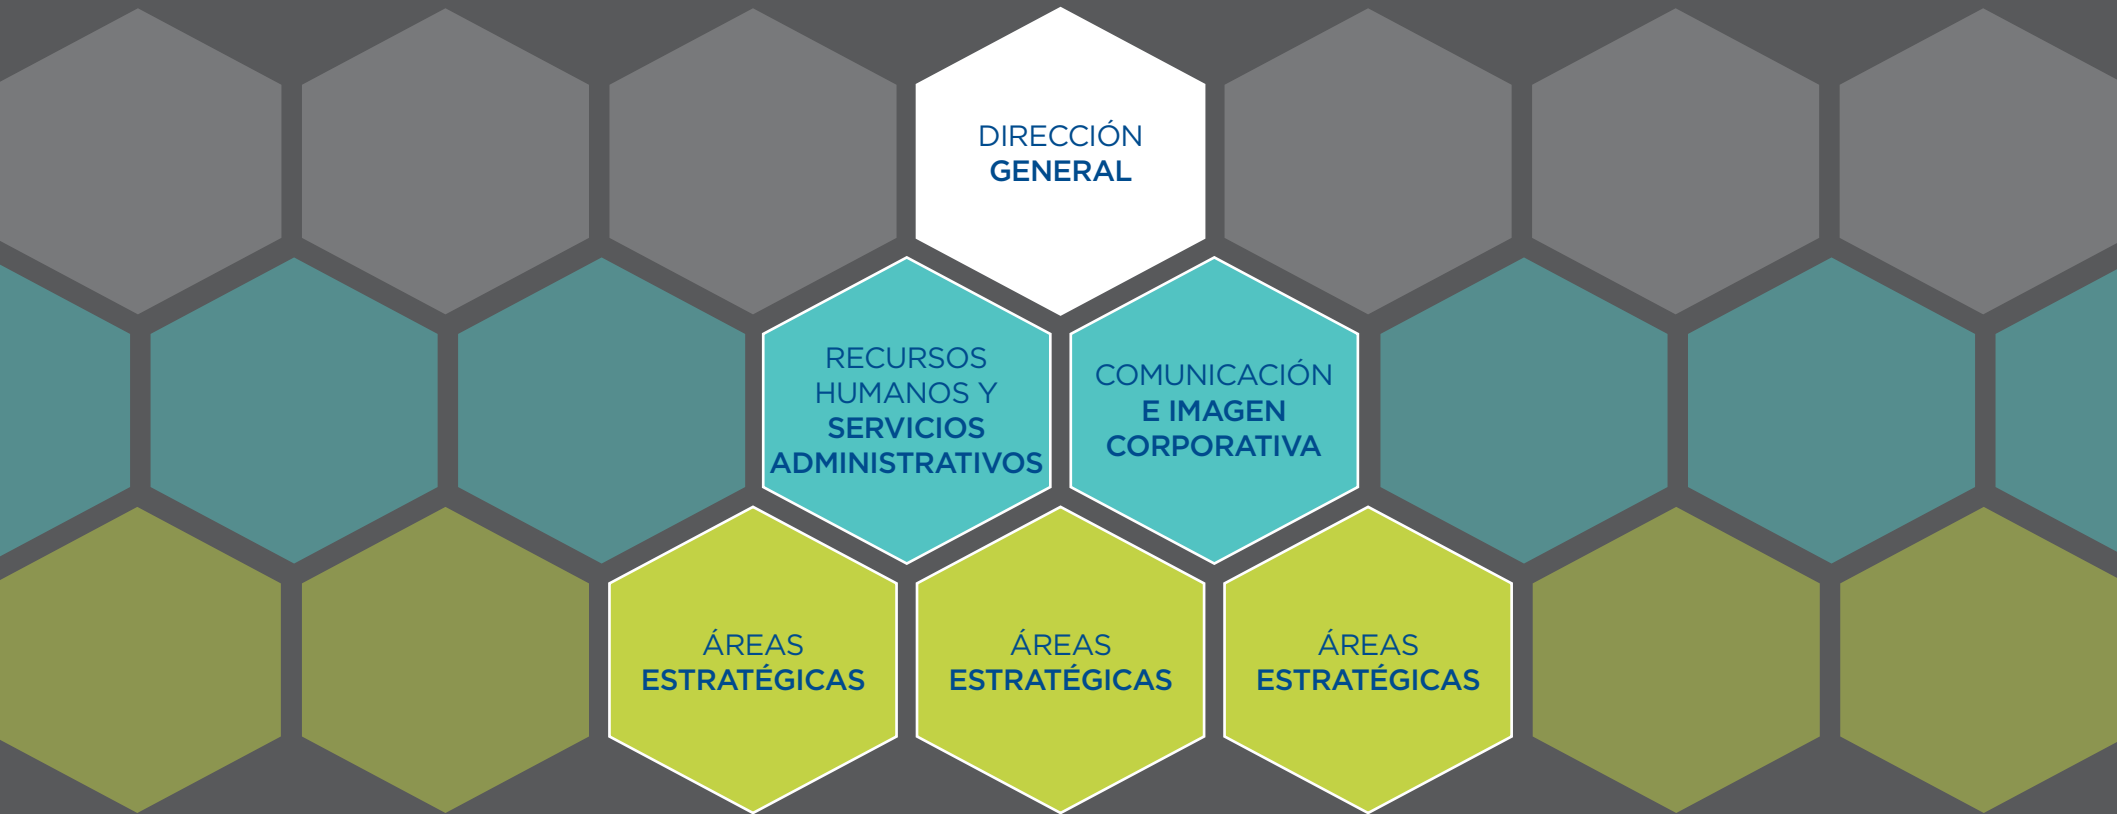 DIRECCIÓN
GENERAL
RECURSOS
HUMANOS Y
SERVICIOS
ADMINISTRATIVOS
COMUNICACIÓN
E IMAGEN
CORPORATIVA
ÁREAS
ESTRATÉGICAS
ÁREAS
ESTRATÉGICAS
ÁREAS
ESTRATÉGICAS